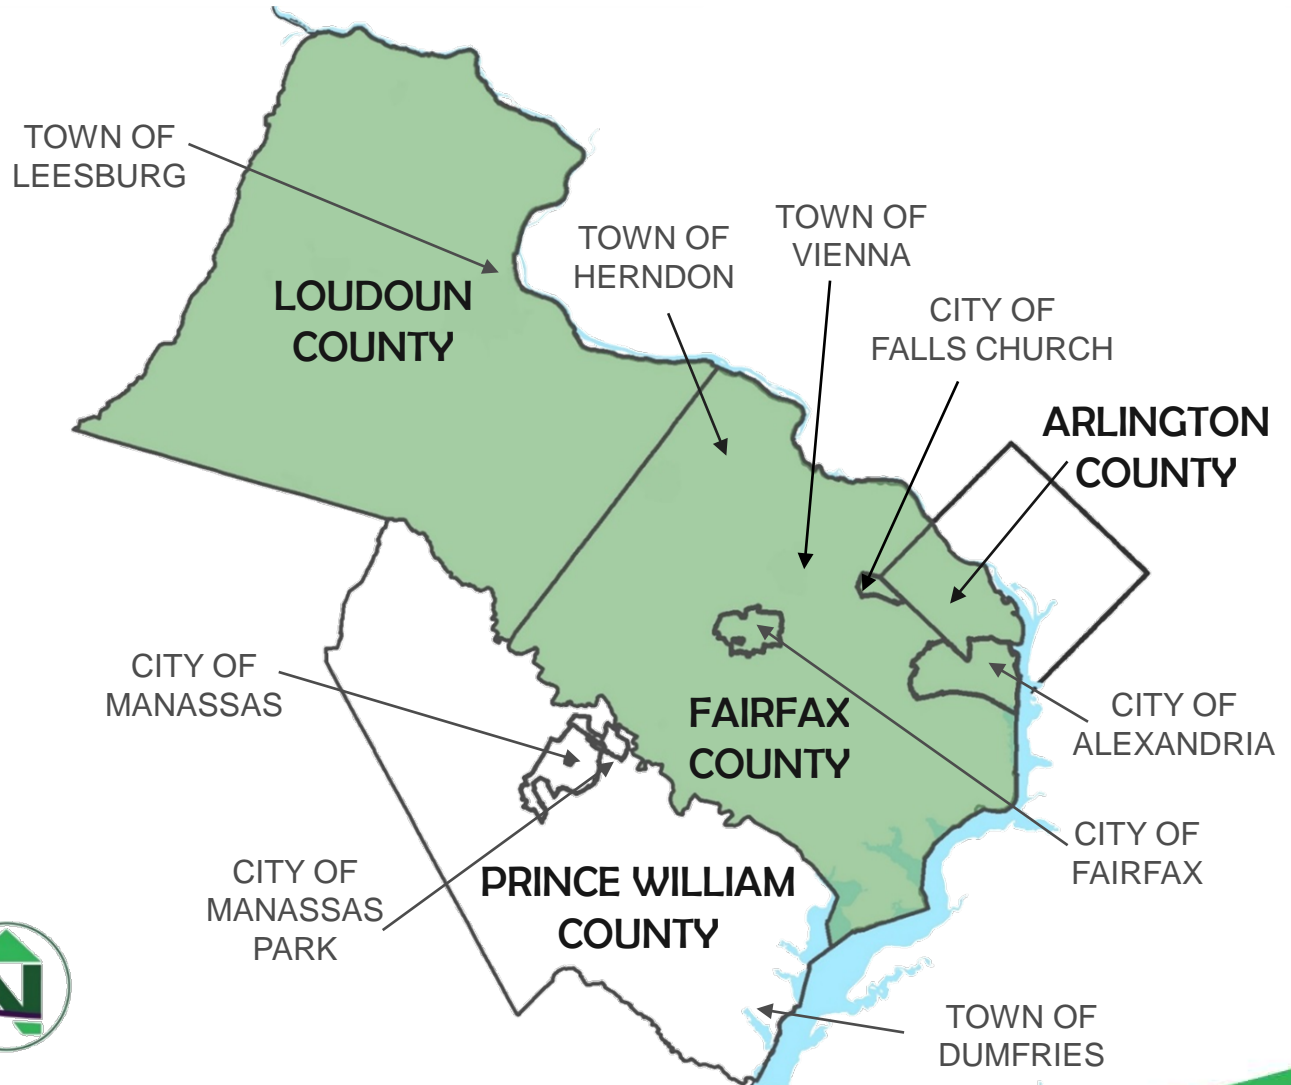 TOWN OF
LEESBURG
TOWN OF
HERNDON
TOWN OF
VIENNA
CITY OF
FALLS CHURCH
LOUDOUN
COUNTY
ARLINGTON
COUNTY
CITY OF
MANASSAS
FAIRFAX
COUNTY
CITY OF
ALEXANDRIA
CITY OF
FAIRFAX
CITY OF
MANASSAS
PARK
PRINCE WILLIAM
COUNTY
TOWN OF
DUMFRIES